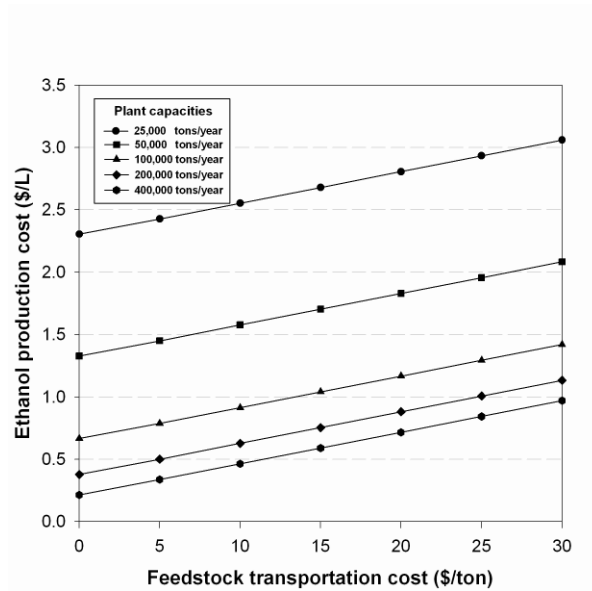 3.5
3.0
2.5
2.0
1.5
1.0
0.5
0.0
Ethanol production cost ($/L)
Plant capacities
25,000 tons/year
50,000 tons/year
100,000 tons/year
200,000 tons/year
400,000 tons/year
0 5 10 15 20 25 30
Feedstock transportation cost ($/ton)